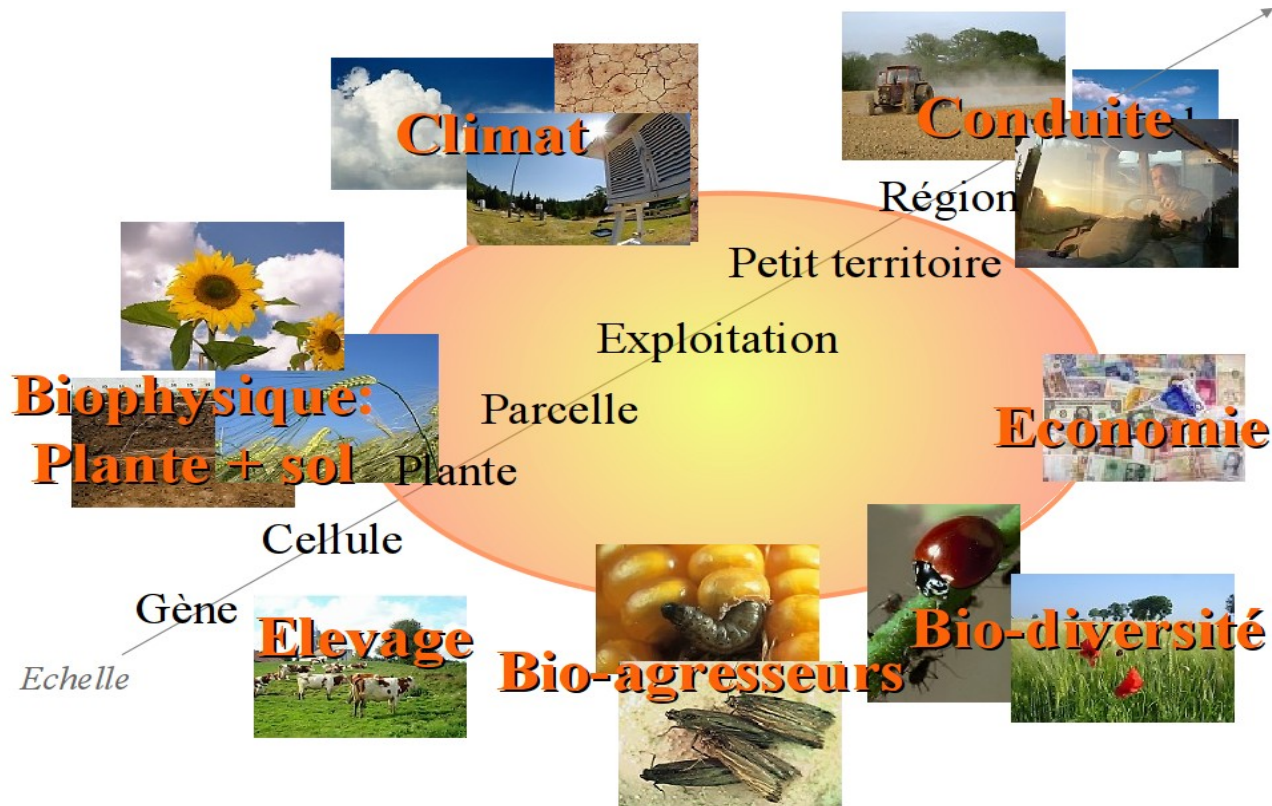 Climat
Conduite
Région
Petit territoire
Exploitation
Biophysique:
Plante + sol
Parcelle
Economie
Plante
Cellule
Gène
Elevage
Bio-diversité
Bio-agresseurs
Echelle